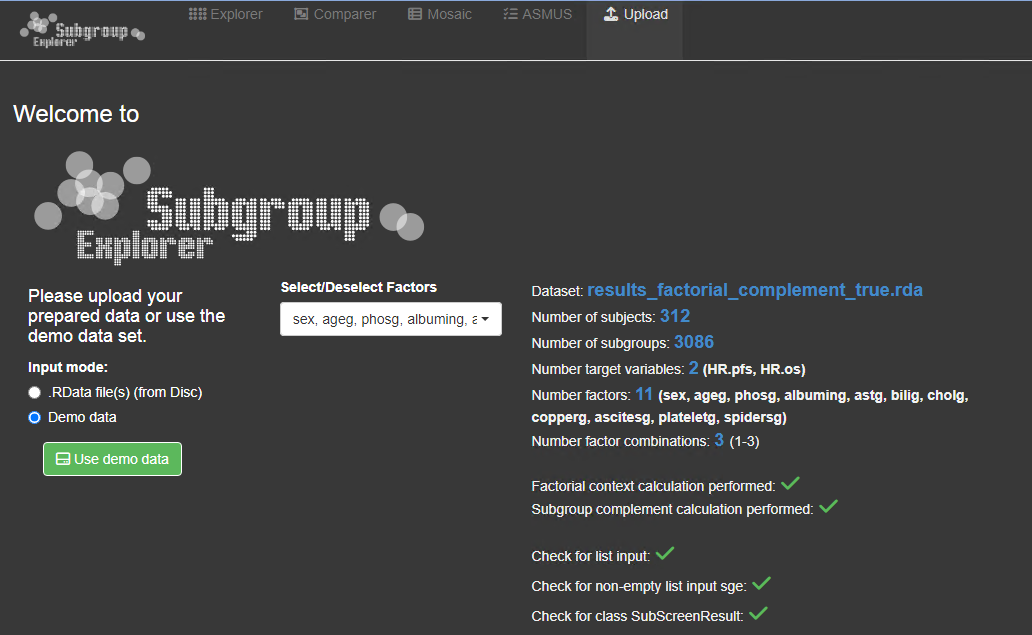 Subgroup
Explorer
Explorer
Comparer
Mosaic
ASMUS
Upload
Welcome to
Subgroup
Explorer
Please upload your
prepared data or use the
demo data set.
Input mode:
.RData file(s) (from Disc)
Demo data
Use demo data
Select/Deselect Factors
sex, ageg, phosg, albuming, a
Dataset: results_factorial_complement_true.rda
Number of subjects: 312
Number of subgroups: 3086
Number target variables: 2 (HR.pfs, HR.os)
Number factors: 11 (sex, ageg, phosg, albuming, astg, bilig, cholg,
copperg, ascitesg, plateletg, spidersg)
Number factor combinations: 3 (1-3)
Factorial context calculation performed:
Subgroup complement calculation performed:
Check for list input:
Check for non-empty list input sge:
Check for class SubScreenResult: